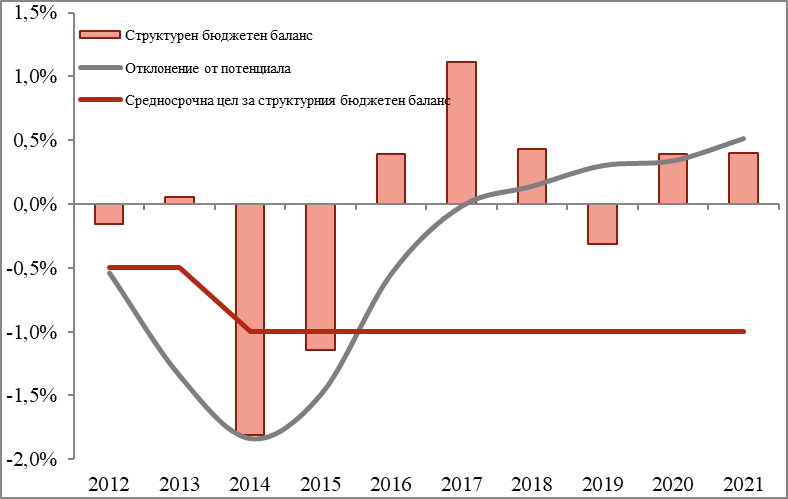 1,5%
Структурен бюджетен баланс
Отклонение от потенциала
1,0%
Средносрочна цел за структурния бюджетен баланс
0,5%
0,0%
-0,5%
-1,0%
-1,5%
-2,0%
2012 2013 2014 2015 2016 2017 2018 2019 2020 2021